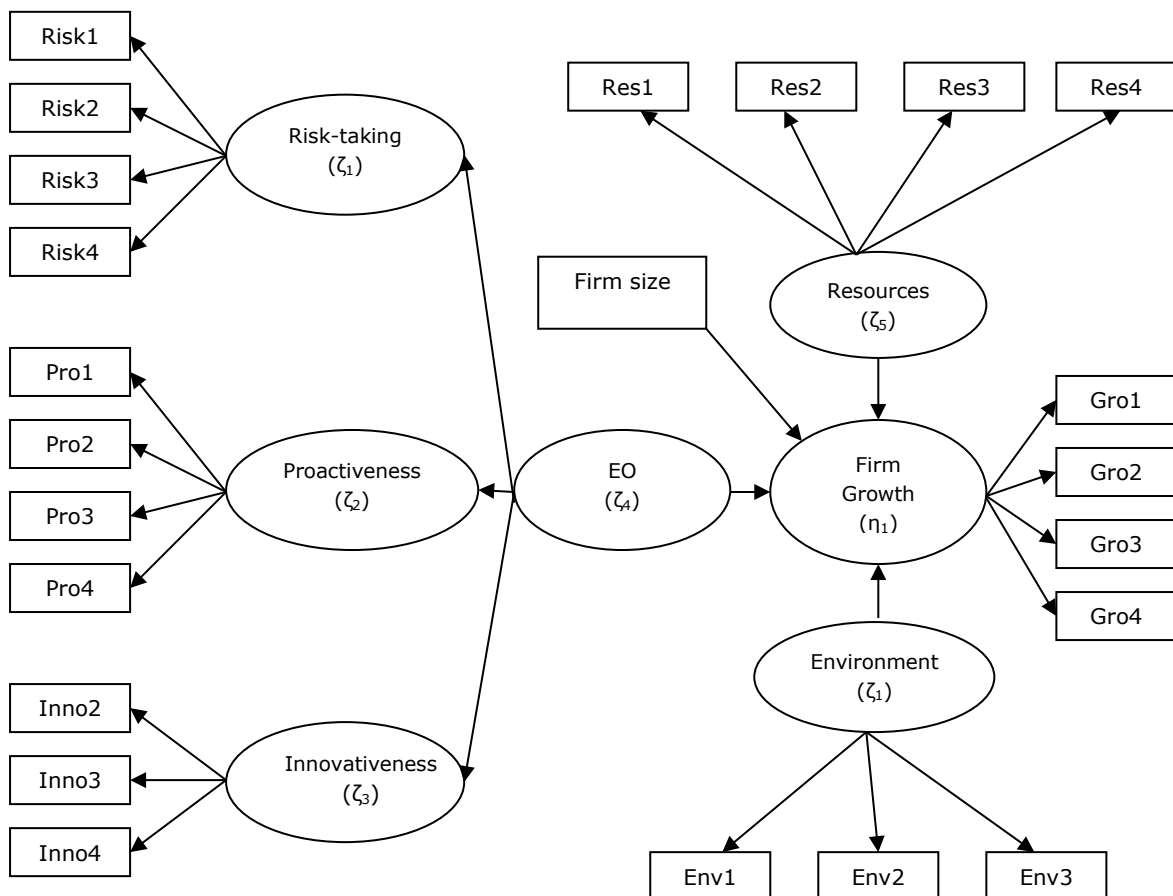 Risk1
Risk2
Risk3
Risk4
Risk-taking
(ζ₁)
Res1
Res2
Res3
Res4
Firm size
Resources
(ζ₅)
Pro1
Pro2
Pro3
Pro4
Proactiveness
(ζ₂)
EO
(ζ₄)
Firm
Growth
(η₁)
Gro1
Gro2
Gro3
Gro4
Environment
(ζ₁)
Inno2
Inno3
Inno4
Innovativeness
(ζ₃)
Env1
Env2
Env3